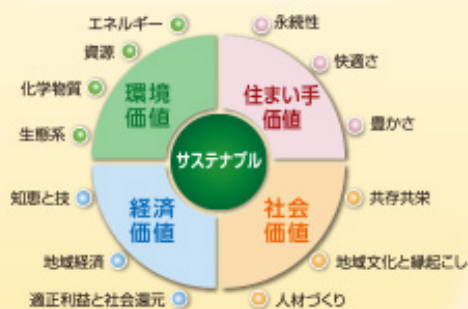 エネルギー
資源
化学物質
生態系
環境
価値
永続性
快適さ
豊かさ
住まい手
価値
サステナブル
知恵と技
地域経済
適正利益と社会還元
経済
価値
共存共栄
地域文化と縁起こし
人材づくり
社会
価値